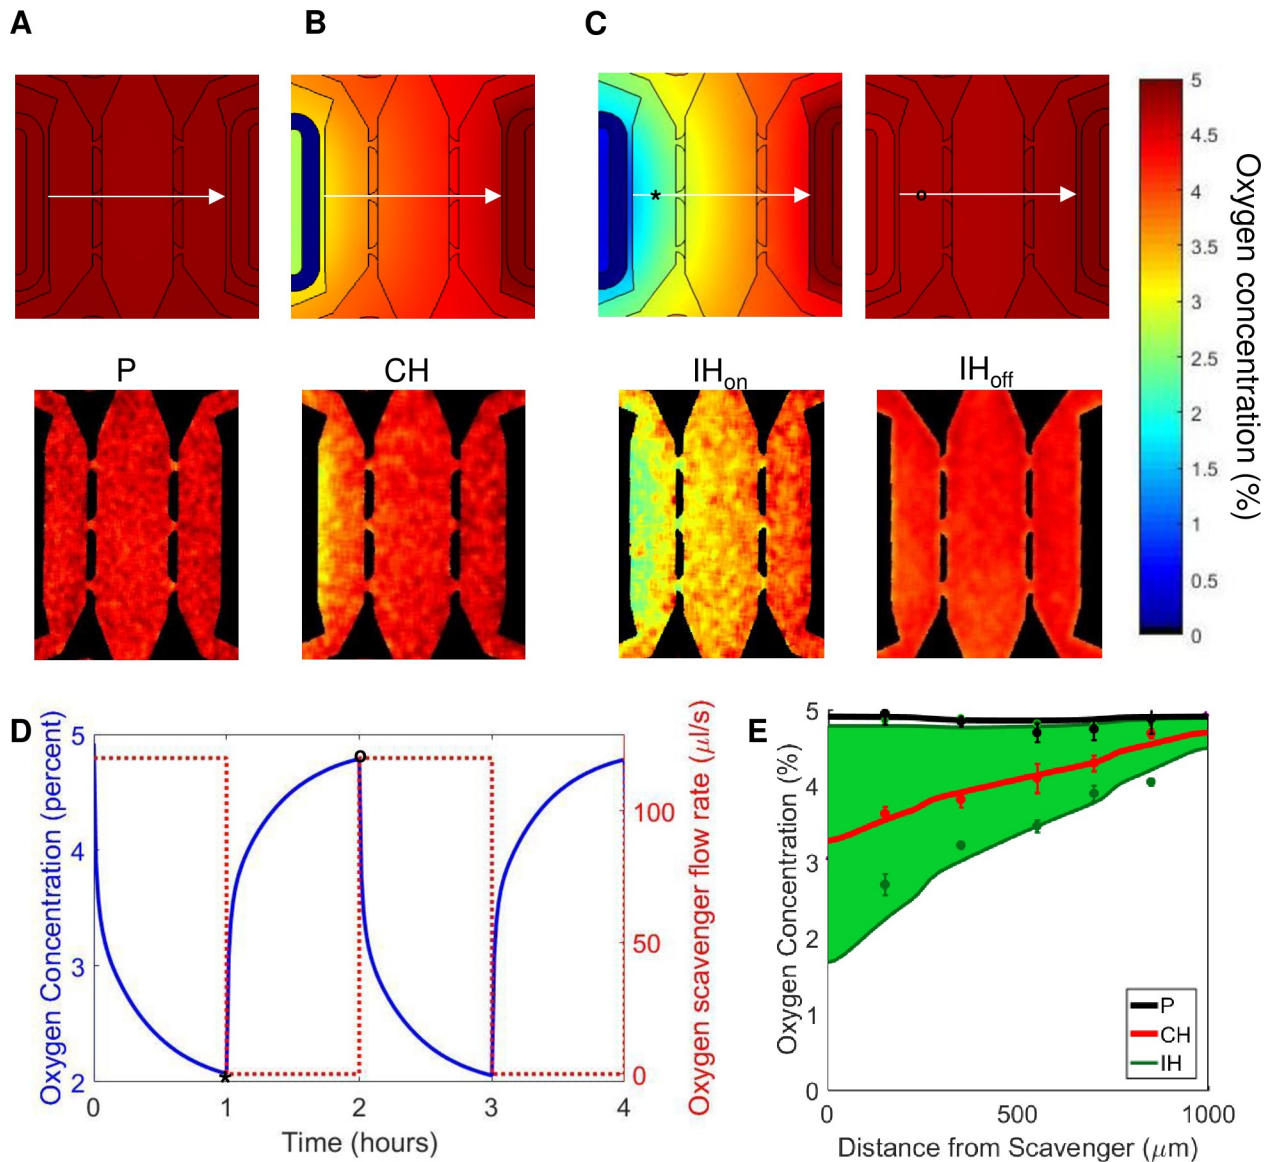 A
B
C
5
4.5
4
3.5
3
2.5
2
1.5
1
0.5
0
Oxygen concentration (%)
*
o
P
CH
IHon
IHoff
D
Oxygen Concentration (percent)
5
4
3
2
0
1
2
3
4
Time (hours)
100
50
0
Oxygen scavenger flow rate (μl/s)
o
*
E
Oxygen Concentration (%)
5
4
3
2
1
0
0
500
1000
Distance from Scavenger (μm)
P
CH
IH